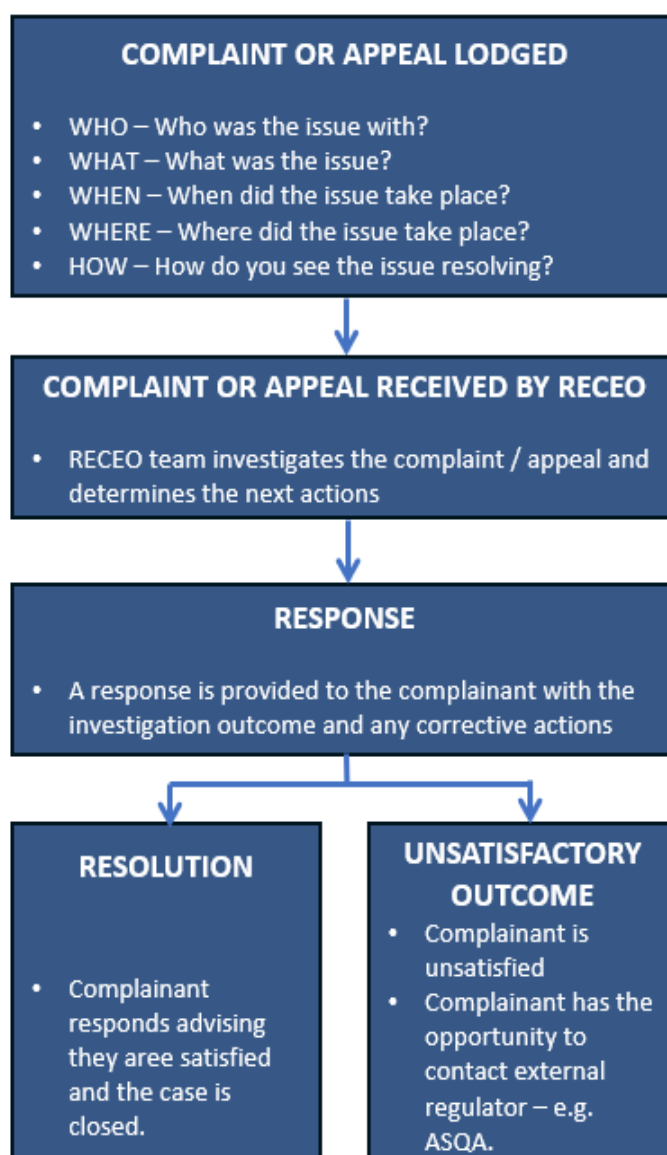 COMPLAINT OR APPEAL LODGED
• WHO – Who was the issue with?
• WHAT – What was the issue?
• WHEN – When did the issue take place?
• WHERE – Where did the issue take place?
• HOW – How do you see the issue resolving?
COMPLAINT OR APPEAL RECEIVED BY RECEO
• RECEO team investigates the complaint / appeal and
determines the next actions
RESPONSE
• A response is provided to the complainant with the
investigation outcome and any corrective actions
RESOLUTION
• Complainant
responds advising
they aree satisfied
and the case is
closed.
UNSATISFACTORY
OUTCOME
• Complainant is
unsatisfied
• Complainant has the
opportunity to
contact external
regulator – e.g.
ASQA.